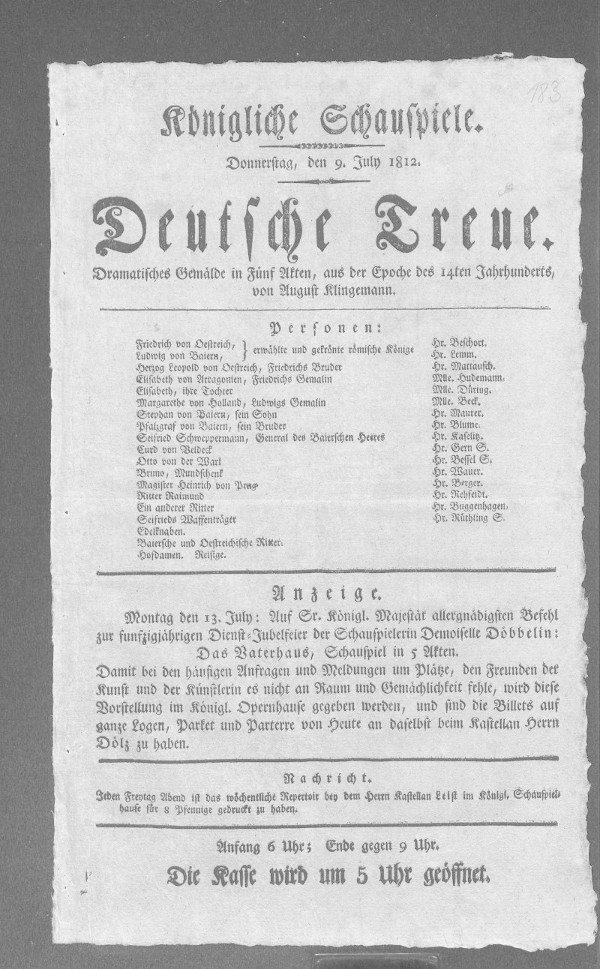 183
Königliche Schauspiele.
Donnerstag, den 9. July 1812.
Deutsche Treue.
Dramatisches Gemälde in Fünf Akten, aus der Epoche des 14ten Jahrhunderts,
von August Klingemann.
Personen:
Friedrich von Oestreich, Hr. Beschort.
Ludwig von Baiern, } erwählte und gekrönte römische Könige Hr. Lemm.
Herzog Leopold von Oestreich, Friedrichs Bruder Hr. Mattausch.
Elisabeth von Arragonien, Friedrichs Gemalin Mlle. Hudemann.
Elisabeth, ihre Tochter Mlle. Düring.
Margarethe von Holland, Ludwigs Gemalin Mlle. Beck.
Stephan von Baiern, sein Sohn Hr. Maurer.
Pfalzgraf von Baiern, sein Bruder Hr. Blume.
Seifried Schweppermann, General des Baierschen Heeres Hr. Kaselitz.
Curd von Veldeck Hr. Gern S.
Otto von der Warl Hr. Bessel S.
Bruno, Mundschenk Hr. Wauer.
Magister Heinrich von Prag Hr. Berger.
Ritter Raimund Hr. Rehfeldt.
Ein anderer Ritter Hr. Buggenhagen.
Seifrieds Waffenträger Hr. Rüthling S.
Edelknaben.
Baiersche und Oestreichische Ritter.
Hofdamen. Reisige.
Anzeige.
Montag den 13. July: Auf Sr. Königl. Majestät allergnädigsten Befehl
zur funfzigjährigen Dienst-Jubelfeier der Schauspielerin Demoiselle Döbbelin:
Das Vaterhaus, Schauspiel in 5 Akten.
Damit bei den häufigen Anfragen und Meldungen um Plätze, den Freunden der
Kunst und der Künstlerin es nicht an Raum und Gemächlichkeit fehle, wird diese
Vorstellung im Königl. Opernhause gegeben werden, und sind die Billets auf
ganze Logen, Parket und Parterre von Heute an daselbst beim Kastellan Herrn
Dölz zu haben.
Nachricht.
Jeden Freytag Abend ist das wöchentliche Repertoir bey dem Herrn Kastellan Leist im Königl. Schauspiel-
hause für 8 Pfennige gedruckt zu haben.
Anfang 6 Uhr; Ende gegen 9 Uhr.
Die Kasse wird um 5 Uhr geöffnet.